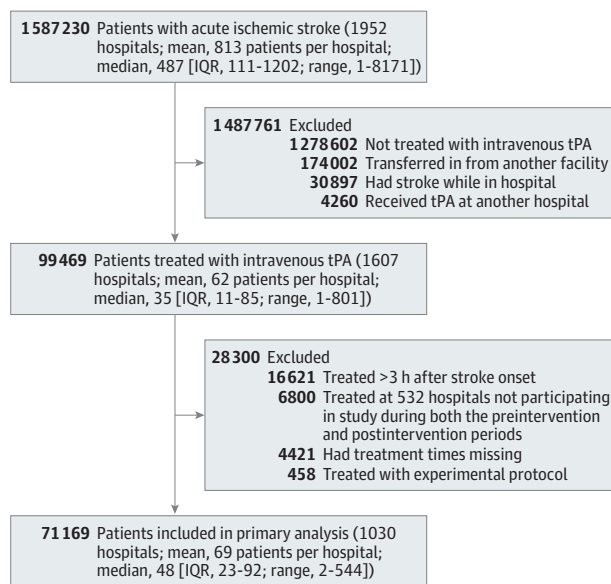 1587230 Patients with acute ischemic stroke (1952
hospitals; mean, 813 patients per hospital;
median, 487 [IQR, 111-1202; range, 1-8171])
1487761 Excluded
1278602 Not treated with intravenous tPA
174002 Transferred in from another facility
30897 Had stroke while in hospital
4260 Received tPA at another hospital
99469 Patients treated with intravenous tPA (1607
hospitals; mean, 62 patients per hospital;
median, 35 [IQR, 11-85; range, 1-801])
28300 Excluded
16621 Treated >3 h after stroke onset
6800 Treated at 532 hospitals not participating
in study during both the preintervention
and postintervention periods
4421 Had treatment times missing
458 Treated with experimental protocol
71169 Patients included in primary analysis (1030
hospitals; mean, 69 patients per hospital;
median, 48 [IQR, 23-92; range, 2-544])